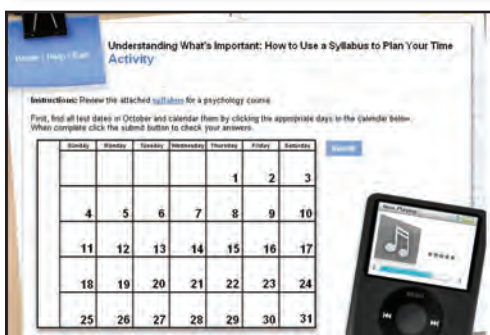 Home / Help / Exit
Understanding What's Important: How to Use a Syllabus to Plan Your Time
Activity
Instructions: Review the attached syllabus for a psychology course.
First, find all test dates in October and calendar them by clicking the appropriate days in the calendar below.
When complete click the submit button to check your answers.
Sunday Monday Tuesday Wednesday Thursday Friday Saturday
1 2 3
4 5 6 7 8 9 10
11 12 13 14 15 16 17
18 19 20 21 22 23 24
25 26 27 28 29 30 31
Now Playing
MENU